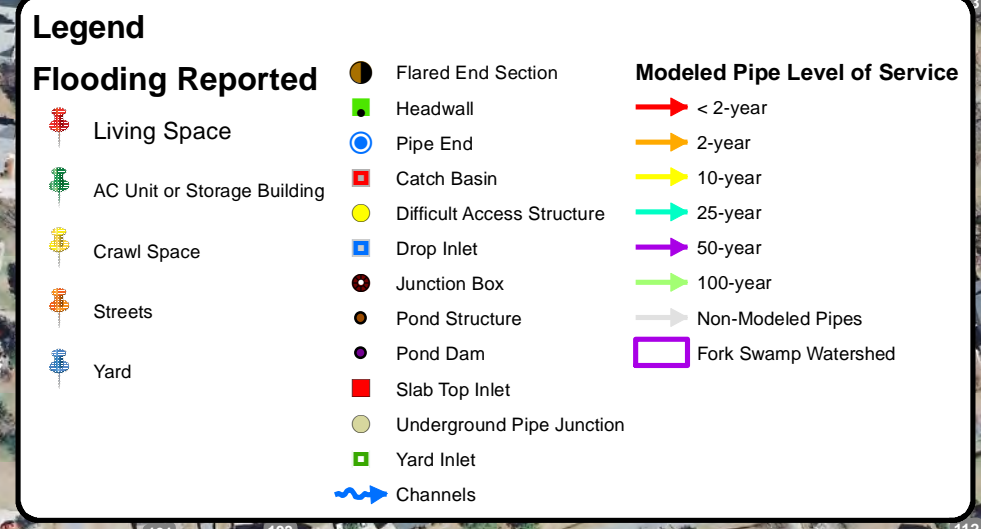 Legend
Flooding Reported
Living Space
AC Unit or Storage Building
Crawl Space
Streets
Yard
Flared End Section
Headwall
Pipe End
Catch Basin
Difficult Access Structure
Drop Inlet
Junction Box
Pond Structure
Pond Dam
Slab Top Inlet
Underground Pipe Junction
Yard Inlet
Channels
Modeled Pipe Level of Service
< 2-year
2-year
10-year
25-year
50-year
100-year
Non-Modeled Pipes
Fork Swamp Watershed